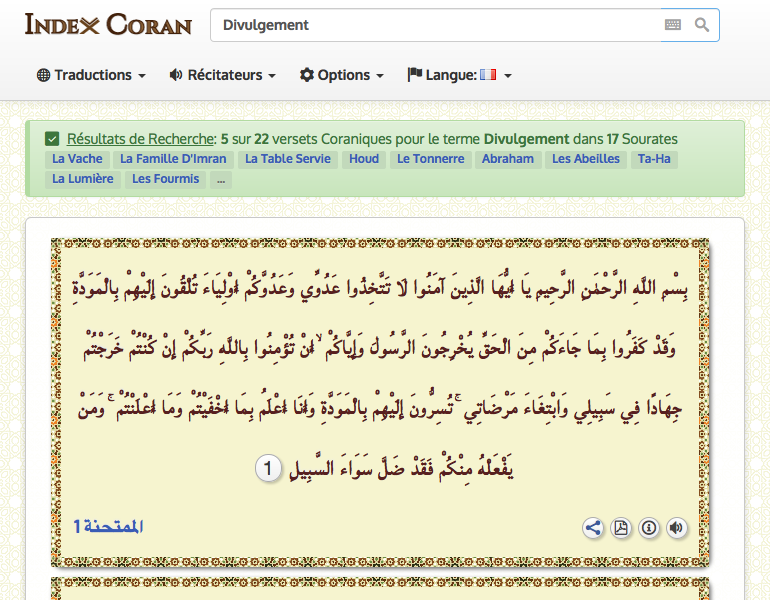 INDEX CORAN
Divulgement
Traductions
Récitateurs
Options
Langue:
Résultats de Recherche: 5 sur 22 versets Coraniques pour le terme Divulgement dans 17 Sourates
La Vache La Famille D'Imran La Table Servie Houd Le Tonnerre Abraham Les Abeilles Ta-Ha
La Lumière Les Fourmis ...
بِسْمِ اللَّهِ الرَّحْمَٰنِ الرَّحِيمِ يَا أَيُّهَا الَّذِينَ آمَنُوا لَا تَتَّخِذُوا عَدُوِّي وَعَدُوَّكُمْ أَوْلِيَاءَ تُلْقُونَ إِلَيْهِمْ بِالْمَوَدَّةِ
وَقَدْ كَفَرُوا بِمَا جَاءَكُمْ مِنَ الْحَقِّ يُخْرِجُونَ الرَّسُولَ وَإِيَّاكُمْ ۙ أَنْ تُؤْمِنُوا بِاللَّهِ رَبِّكُمْ إِنْ كُنْتُمْ خَرَجْتُمْ
جِهَادًا فِي سَبِيلِي وَابْتِغَاءَ مَرْضَاتِي ۚ تُسِرُّونَ إِلَيْهِمْ بِالْمَوَدَّةِ وَأَنَا أَعْلَمُ بِمَا أَخْفَيْتُمْ وَمَا أَعْلَنْتُمْ ۚ وَمَنْ
يَفْعَلْهُ مِنْكُمْ فَقَدْ ضَلَّ سَوَاءَ السَّبِيلِ 1
الممتحنة 1